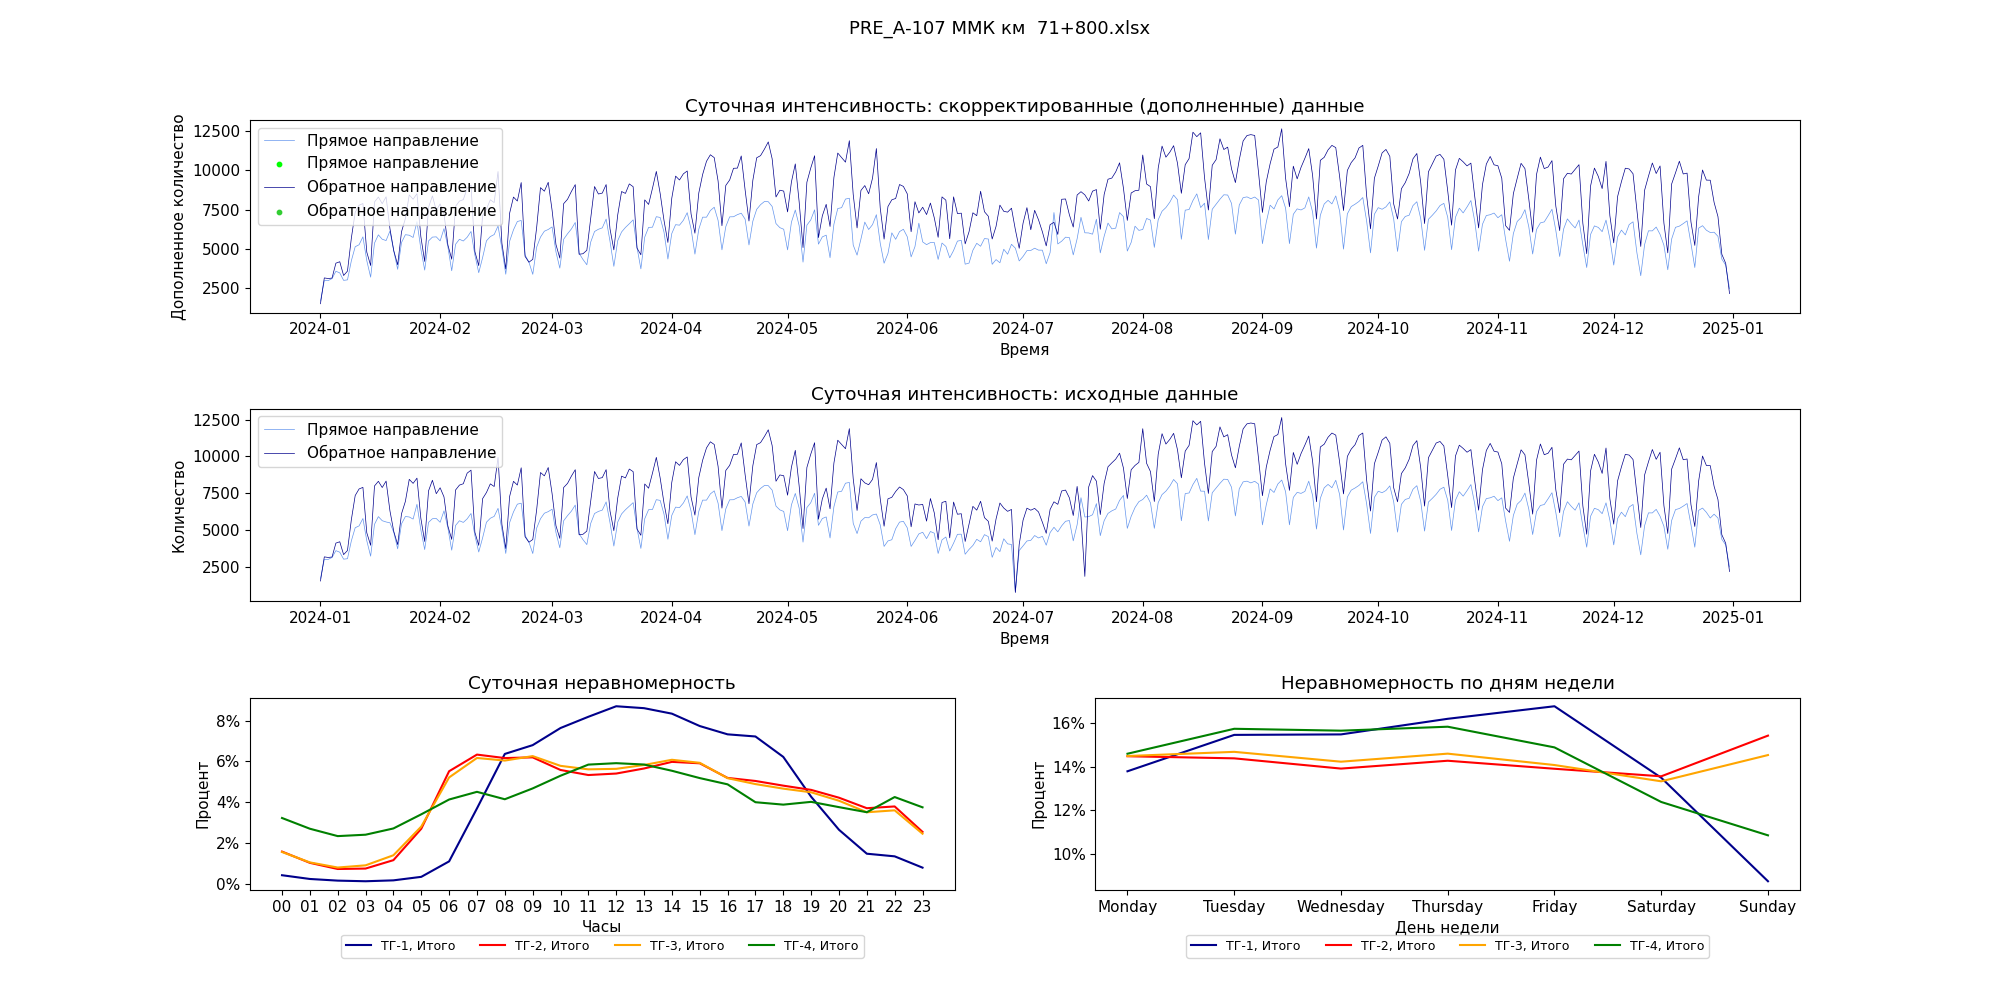 PRE_A-107 ММК км  71+800.xlsx
Суточная интенсивность: скорректированные (дополненные) данные
Дополненное количество
12500
10000
7500
5000
2500
Прямое направление
Прямое направление
Обратное направление
Обратное направление
2024-01 2024-02 2024-03 2024-04 2024-05 2024-06 2024-07 2024-08 2024-09 2024-10 2024-11 2024-12 2025-01
Время
Суточная интенсивность: исходные данные
Количество
12500
10000
7500
5000
2500
Прямое направление
Обратное направление
2024-01 2024-02 2024-03 2024-04 2024-05 2024-06 2024-07 2024-08 2024-09 2024-10 2024-11 2024-12 2025-01
Время
Суточная неравномерность
Процент
8%
6%
4%
2%
0%
00 01 02 03 04 05 06 07 08 09 10 11 12 13 14 15 16 17 18 19 20 21 22 23
Часы
ТГ-1, Итого ТГ-2, Итого ТГ-3, Итого ТГ-4, Итого
Неравномерность по дням недели
Процент
16%
14%
12%
10%
Monday Tuesday Wednesday Thursday Friday Saturday Sunday
День недели
ТГ-1, Итого ТГ-2, Итого ТГ-3, Итого ТГ-4, Итого